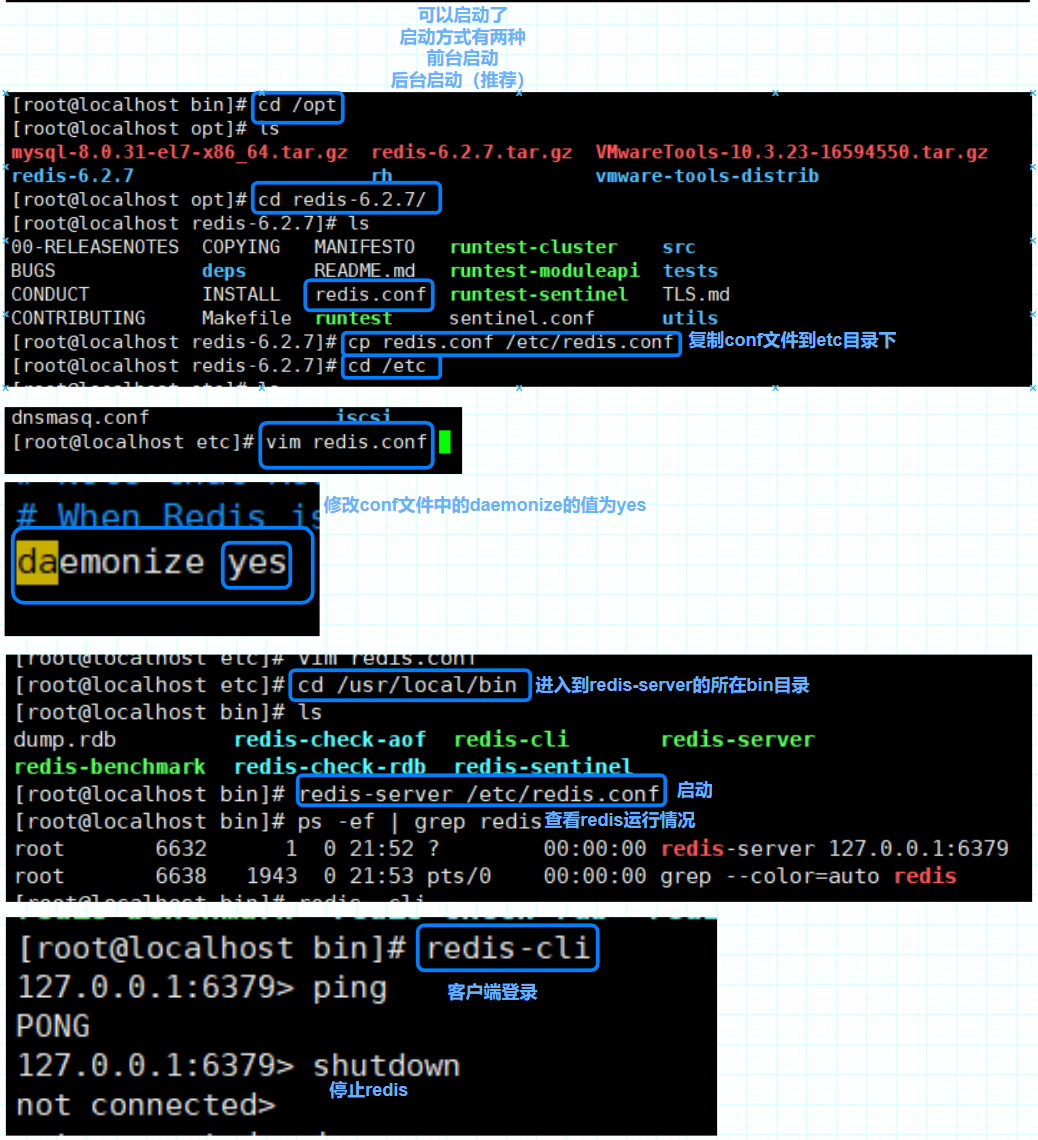 可以启动了
启动方式有两种
前台启动
后台启动（推荐）
[root@localhost bin]# cd /opt
[root@localhost opt]# ls
mysql-8.0.31-el7-x86_64.tar.gz redis-6.2.7.tar.gz VMwareTools-10.3.23-16594550.tar.gz
redis-6.2.7 rh vmware-tools-distrib
[root@localhost opt]# cd redis-6.2.7/
[root@localhost redis-6.2.7]# ls
00-RELEASENOTES COPYING MANIFESTO runtest-cluster src
BUGS deps README.md runtest-moduleapi tests
CONDUCT INSTALL redis.conf runtest-sentinel TLS.md
CONTRIBUTING Makefile runtest sentinel.conf utils
[root@localhost redis-6.2.7]# cp redis.conf /etc/redis.conf 复制conf文件到etc目录下
[root@localhost redis-6.2.7]# cd /etc
dnsmasq.conf iscsi
[root@localhost etc]# vim redis.conf
修改conf文件中的daemonize的值为yes
# When Redis is
daemonize yes
[root@localhost etc]# vim redis.conf
[root@localhost etc]# cd /usr/local/bin 进入到redis-server的所在bin目录
[root@localhost bin]# ls
dump.rdb redis-check-aof redis-cli redis-server
redis-benchmark redis-check-rdb redis-sentinel
[root@localhost bin]# redis-server /etc/redis.conf 启动
[root@localhost bin]# ps -ef | grep redis 查看redis运行情况
root 6632 1 0 21:52 ? 00:00:00 redis-server 127.0.0.1:6379
root 6638 1943 0 21:53 pts/0 00:00:00 grep --color=auto redis
[root@localhost bin]# redis-cli
127.0.0.1:6379> ping
客户端登录
PONG
127.0.0.1:6379> shutdown
停止redis
not connected>